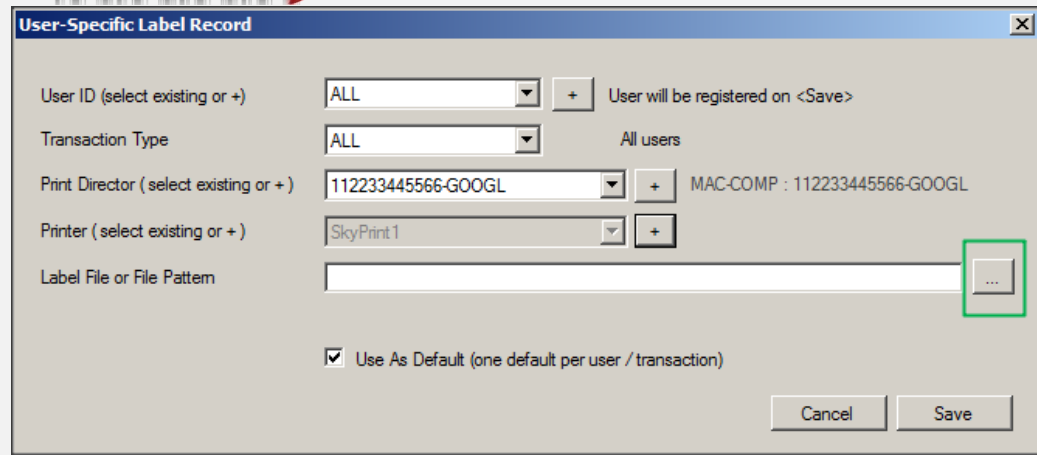 User-Specific Label Record
User ID (select existing or +) ALL + User will be registered on <Save>
Transaction Type ALL All users
Print Director ( select existing or + ) 112233445566-GOOGL + MAC-COMP : 112233445566-GOOGL
Printer ( select existing or + ) SkyPrint1 +
Label File or File Pattern ...
Use As Default (one default per user / transaction)
Cancel Save